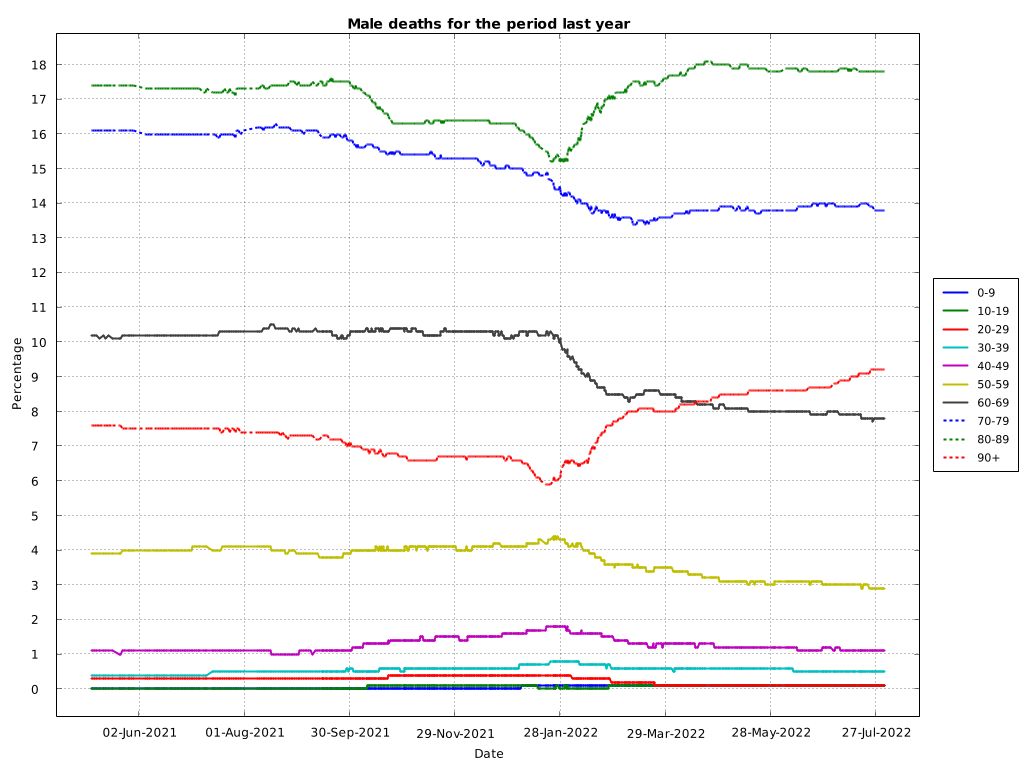 Male deaths for the period last year
Percentage
18
17
16
15
14
13
12
11
10
9
8
7
6
5
4
3
2
1
0
02-Jun-2021
01-Aug-2021
30-Sep-2021
29-Nov-2021
28-Jan-2022
29-Mar-2022
28-May-2022
27-Jul-2022
Date
0-9
10-19
20-29
30-39
40-49
50-59
60-69
70-79
80-89
90+